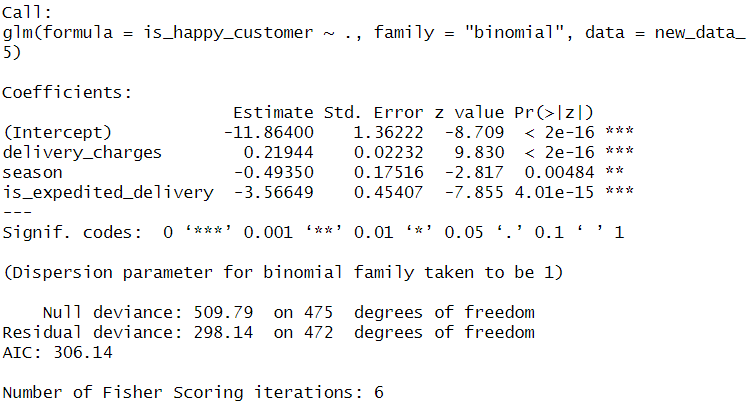 Call:
glm(formula = is_happy_customer ~ ., family = "binomial", data = new_data_
5)
Coefficients:
Estimate Std. Error z value Pr(>|z|)
(Intercept) -11.86400 1.36222 -8.709 < 2e-16 ***
delivery_charges 0.21944 0.02232 9.830 < 2e-16 ***
season -0.49350 0.17516 -2.817 0.00484 **
is_expedited_delivery -3.56649 0.45407 -7.855 4.01e-15 ***
---
Signif. codes: 0 ‘***’ 0.001 ‘**’ 0.01 ‘*’ 0.05 ‘.’ 0.1 ‘ ’ 1
(Dispersion parameter for binomial family taken to be 1)
Null deviance: 509.79 on 475 degrees of freedom
Residual deviance: 298.14 on 472 degrees of freedom
AIC: 306.14
Number of Fisher Scoring iterations: 6